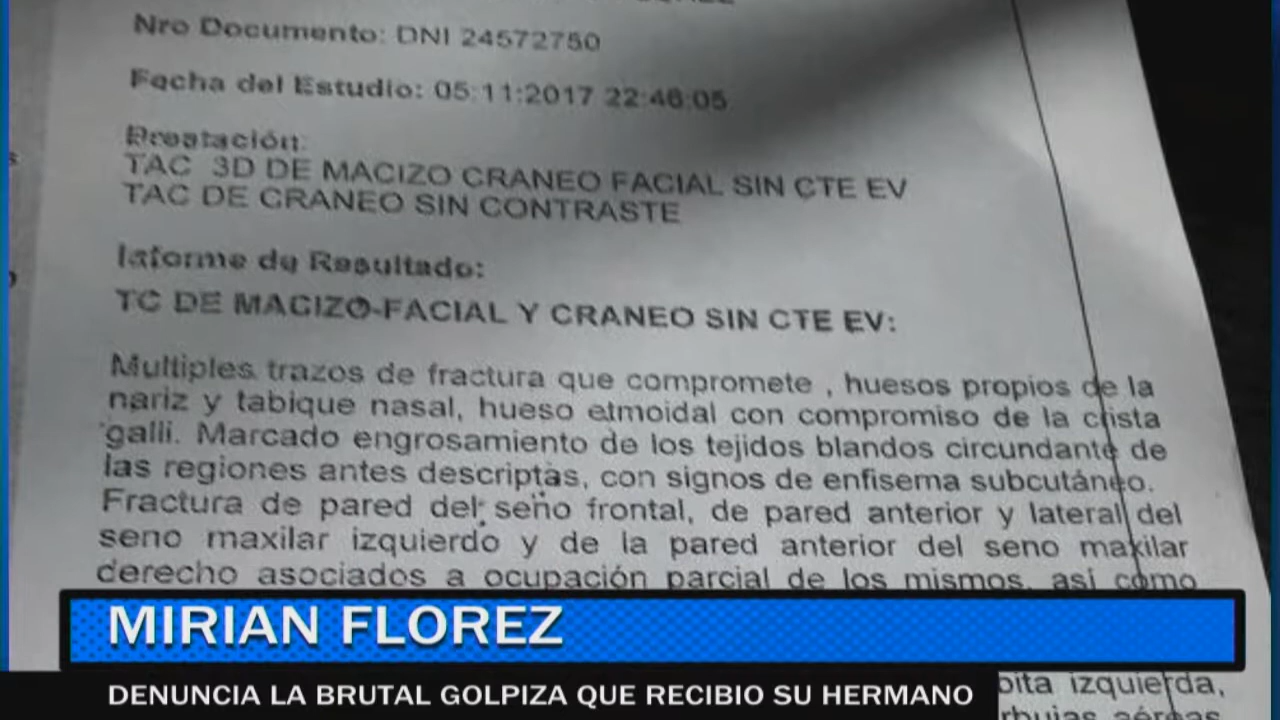 Nro Documento: DNI 24572750
Fecha del Estudio: 05:11:2017 22:46:05
Prestación:
TAC 3D DE MACIZO CRANEO FACIAL SIN CTE EV
TAC DE CRANEO SIN CONTRASTE
Informe de Resultado:
TC DE MACIZO-FACIAL Y CRANEO SIN CTE EV:
Multiples trazos de fractura que compromete , huesos propios de la
nariz y tabique nasal, hueso etmoidal con compromiso de la crista
galli. Marcado engrosamiento de los tejidos blandos circundante de
las regiones antes descriptas, con signos de enfisema subcutáneo.
Fractura de pared del seno frontal, de pared anterior y lateral del
seno maxilar izquierdo y de la pared anterior del seno maxilar
derecho asociados a ocupación parcial de los mismos, así como
MIRIAN FLOREZ
DENUNCIA LA BRUTAL GOLPIZA QUE RECIBIO SU HERMANO
izquierda,
aéreas